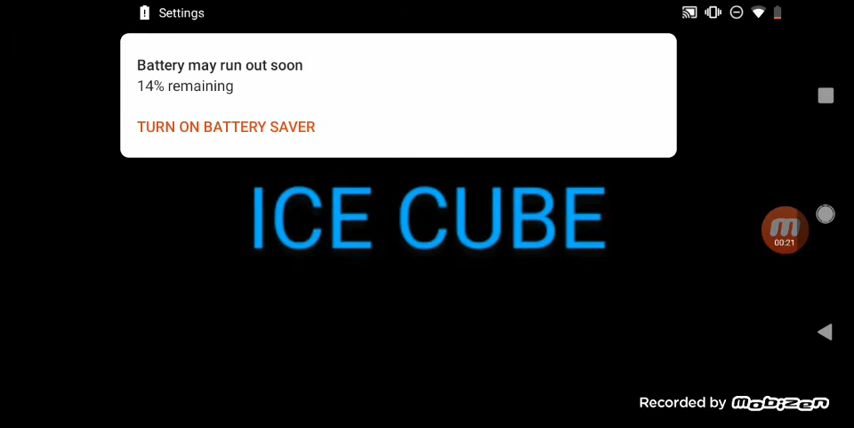 Settings
Battery may run out soon
14% remaining
TURN ON BATTERY SAVER
ICE CUBE
00:21
Recorded by mobizen